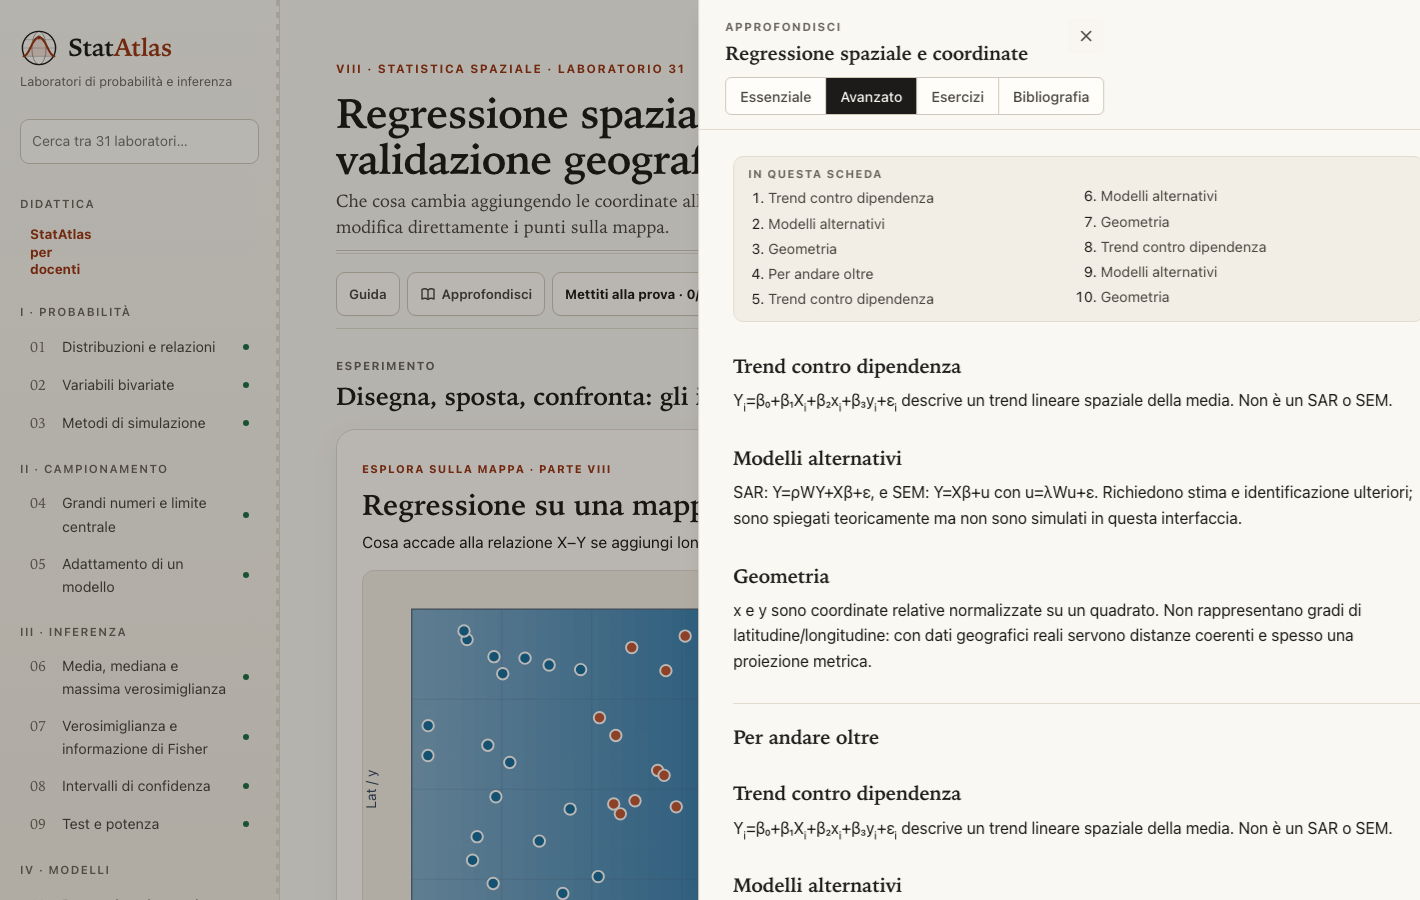 StatAtlas
Laboratori di probabilità e inferenza
Cerca tra 31 laboratori...
DIDATTICA
StatAtlas
per
docenti
I · PROBABILITÀ
01 Distribuzioni e relazioni
02 Variabili bivariate
03 Metodi di simulazione
II · CAMPIONAMENTO
04 Grandi numeri e limite
centrale
05 Adattamento di un
modello
III · INFERENZA
06 Media, mediana e
massima verosimiglianza
07 Verosimiglianza e
informazione di Fisher
08 Intervalli di confidenza
09 Test e potenza
IV · MODELLI
VIII · STATISTICA SPAZIALE · LABORATORIO 31
Regressione spazia
validazione geograf
Che cosa cambia aggiungendo le coordinate al
modifica direttamente i punti sulla mappa.
Guida
Approfondisci
Mettiti alla prova · 0/
ESPERIMENTO
Disegna, sposta, confronta: gli
ESPLORA SULLA MAPPA · PARTE VIII
Regressione su una mapp
Cosa accade alla relazione X–Y se aggiungi lon
Lat / y
APPROFONDISCI
Regressione spaziale e coordinate
Essenziale
Avanzato
Esercizi
Bibliografia
IN QUESTA SCHEDA
1. Trend contro dipendenza
2. Modelli alternativi
3. Geometria
4. Per andare oltre
5. Trend contro dipendenza
6. Modelli alternativi
7. Geometria
8. Trend contro dipendenza
9. Modelli alternativi
10. Geometria
Trend contro dipendenza
Yᵢ=β₀+β₁Xᵢ+β₂xᵢ+β₃yᵢ+εᵢ descrive un trend lineare spaziale della media. Non è un SAR o SEM.
Modelli alternativi
SAR: Y=ρWY+Xβ+ε, e SEM: Y=Xβ+u con u=λWu+ε. Richiedono stima e identificazione ulteriori;
sono spiegati teoricamente ma non sono simulati in questa interfaccia.
Geometria
x e y sono coordinate relative normalizzate su un quadrato. Non rappresentano gradi di
latitudine/longitudine: con dati geografici reali servono distanze coerenti e spesso una
proiezione metrica.
Per andare oltre
Trend contro dipendenza
Yᵢ=β₀+β₁Xᵢ+β₂xᵢ+β₃yᵢ+εᵢ descrive un trend lineare spaziale della media. Non è un SAR o SEM.
Modelli alternativi